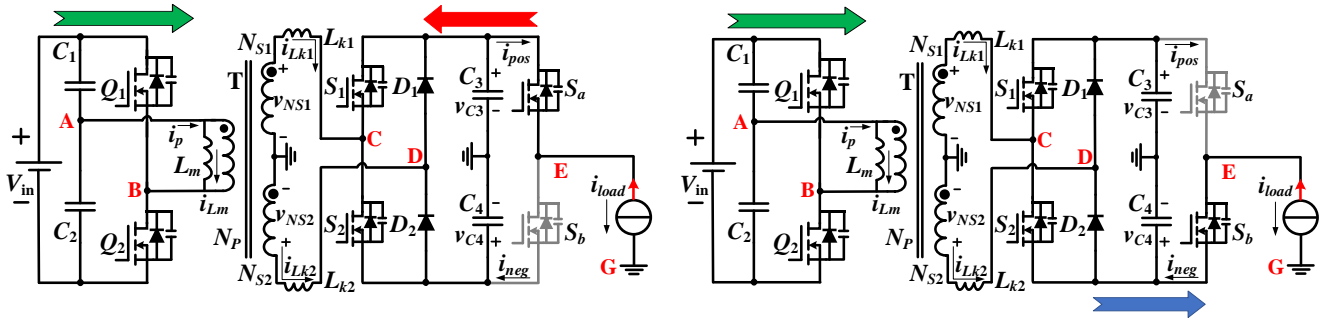 C1
Q1
A
B
+
Vin
−
C2
Q2
T
NP
NS1
+
vNS1
-
-
vNS2
+
NS2
ip
Lm
iLm
iLk1
Lk1
iLk2
Lk2
S1
D1
C
D
S2
D2
C3
+
vC3
-
C4
-
vC4
+
ipos
Sa
E
iload
Sb
G
ineg
C1
Q1
A
B
+
Vin
−
C2
Q2
T
NP
NS1
+
vNS1
-
-
vNS2
+
NS2
ip
Lm
iLm
iLk1
Lk1
iLk2
Lk2
S1
D1
C
D
S2
D2
C3
+
vC3
-
C4
-
vC4
+
ipos
Sa
E
iload
Sb
G
ineg